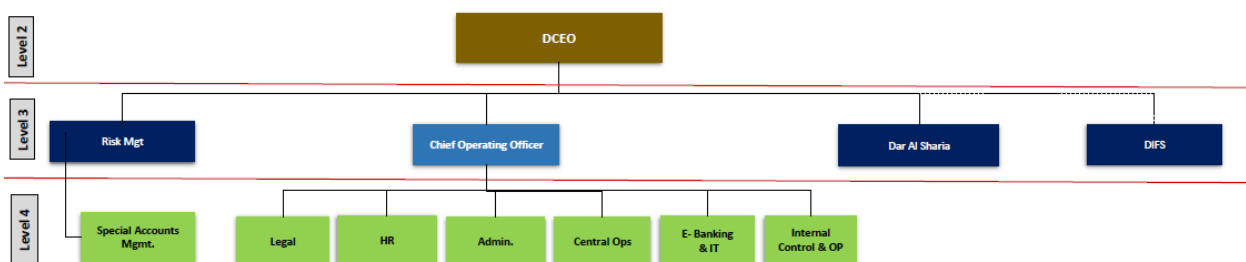 Level 2
DCEO
Level 3
Risk Mgt
Chief Operating Officer
Dar Al Sharia
DIFS
Level 4
Special Accounts
Mgmt.
Legal
HR
Admin.
Central Ops
E- Banking
& IT
Internal
Control & OP